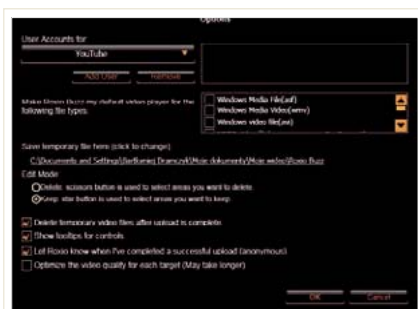 Options
User Accounts for
YouTube
Add User Remove
Make Roxio Buzz my default video player for the
following file types:
Windows Media File(asf)
Windows Media Video(wmv)
Windows video file(avi)
Save temporary file here (click to change)
C:\Documents and Settings\Bartłomiej Dramczyk\Moje dokumenty\Moje wideo\Roxio Buzz
Edit Mode
Delete: scissors button is used to select areas you want to delete.
Keep: star button is used to select areas you want to keep.
Delete temporary video files after upload is complete
Show tooltips for controls
Let Roxio know when I've completed a successful upload (anonymous)
Optimize the video quality for each target (May take longer)
OK Cancel